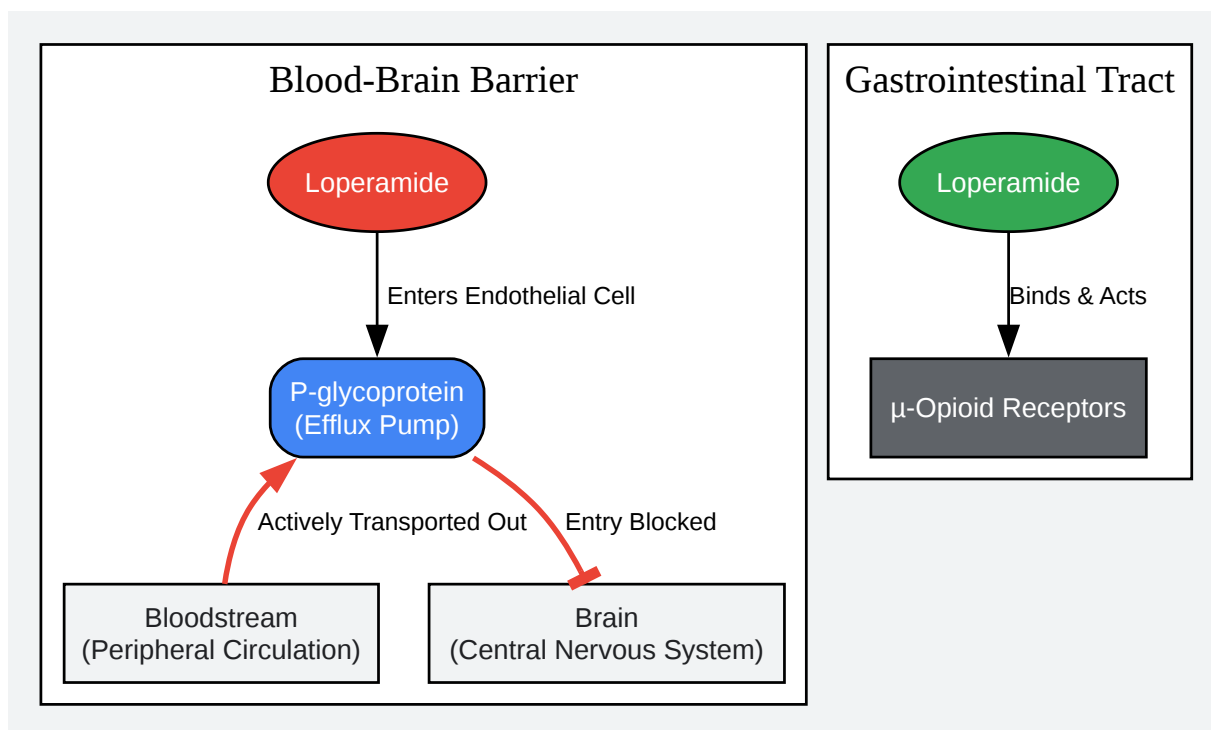 Blood-Brain Barrier
Loperamide
Enters Endothelial Cell
P-glycoprotein
(Efflux Pump)
Actively Transported Out
Entry Blocked
Bloodstream
(Peripheral Circulation)
Brain
(Central Nervous System)
Gastrointestinal Tract
Loperamide
Binds & Acts
µ-Opioid Receptors